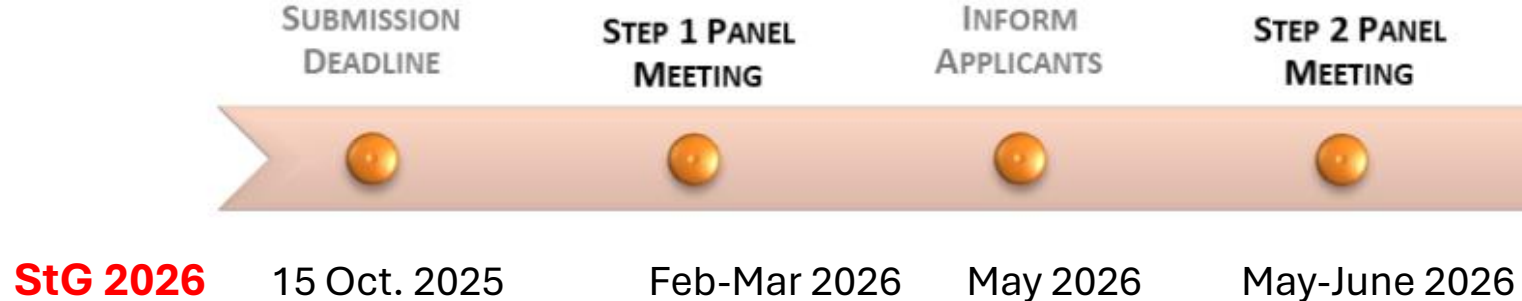 SUBMISSION
DEADLINE
STEP 1 PANEL
MEETING
INFORM
APPLICANTS
STEP 2 PANEL
MEETING
StG 2026 15 Oct. 2025 Feb-Mar 2026 May 2026 May-June 2026